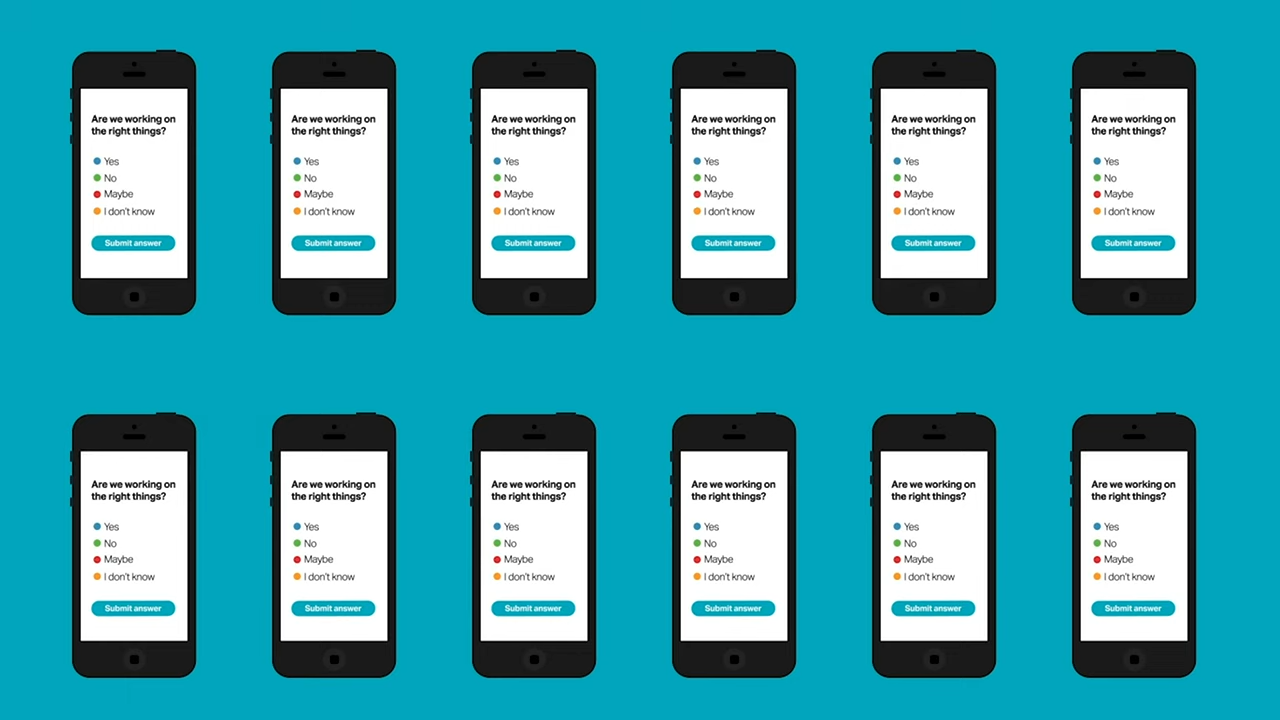 Are we working on
the right things?
Yes
No
Maybe
I don't know
Submit answer
Are we working on
the right things?
Yes
No
Maybe
I don't know
Submit answer
Are we working on
the right things?
Yes
No
Maybe
I don't know
Submit answer
Are we working on
the right things?
Yes
No
Maybe
I don't know
Submit answer
Are we working on
the right things?
Yes
No
Maybe
I don't know
Submit answer
Are we working on
the right things?
Yes
No
Maybe
I don't know
Submit answer
Are we working on
the right things?
Yes
No
Maybe
I don't know
Submit answer
Are we working on
the right things?
Yes
No
Maybe
I don't know
Submit answer
Are we working on
the right things?
Yes
No
Maybe
I don't know
Submit answer
Are we working on
the right things?
Yes
No
Maybe
I don't know
Submit answer
Are we working on
the right things?
Yes
No
Maybe
I don't know
Submit answer
Are we working on
the right things?
Yes
No
Maybe
I don't know
Submit answer